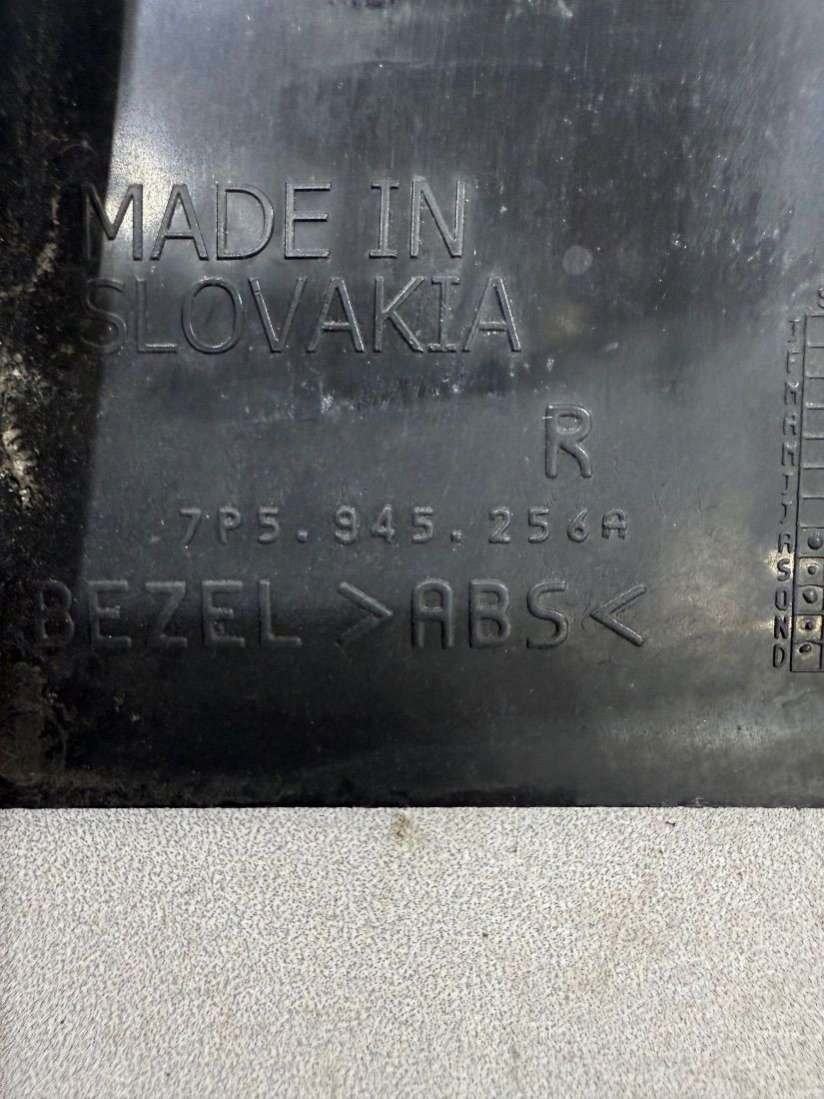 MADE IN
SLOVAKIA
R
7P5.945.256A
BEZEL >ABS<
J
F
M
A
M
J
J
A
S
O
N
D